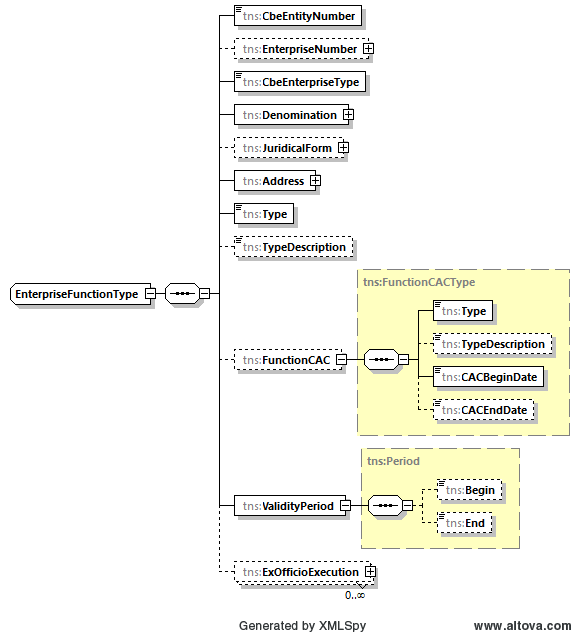 tns:CbeEntityNumber
tns:EnterpriseNumber
tns:CbeEnterpriseType
tns:Denomination
tns:JuridicalForm
tns:Address
tns:Type
tns:TypeDescription
EnterpriseFunctionType
tns:FunctionCACType
tns:Type
tns:TypeDescription
tns:FunctionCAC
tns:CACBeginDate
tns:CACEndDate
tns:Period
tns:Begin
tns:ValidityPeriod
tns:End
tns:ExOfficioExecution
0..∞
Generated by XMLSpy
www.altova.com